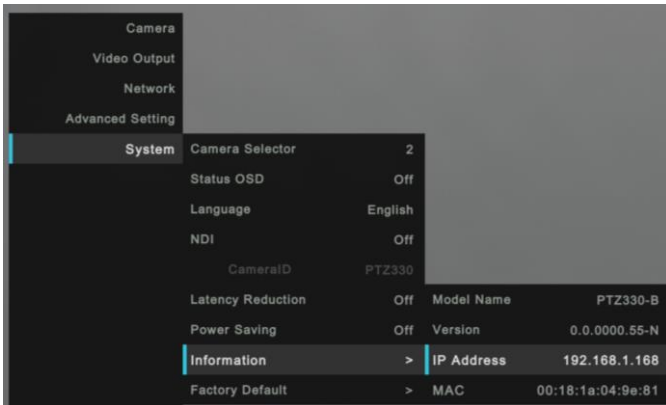 Camera
Video Output
Network
Advanced Setting
System Camera Selector 2
Status OSD Off
Language English
NDI Off
CameraID PTZ330
Latency Reduction Off Model Name PTZ330-B
Power Saving Off Version 0.0.0000.55-N
Information > IP Address 192.168.1.168
Factory Default > MAC 00:18:1a:04:9e:81